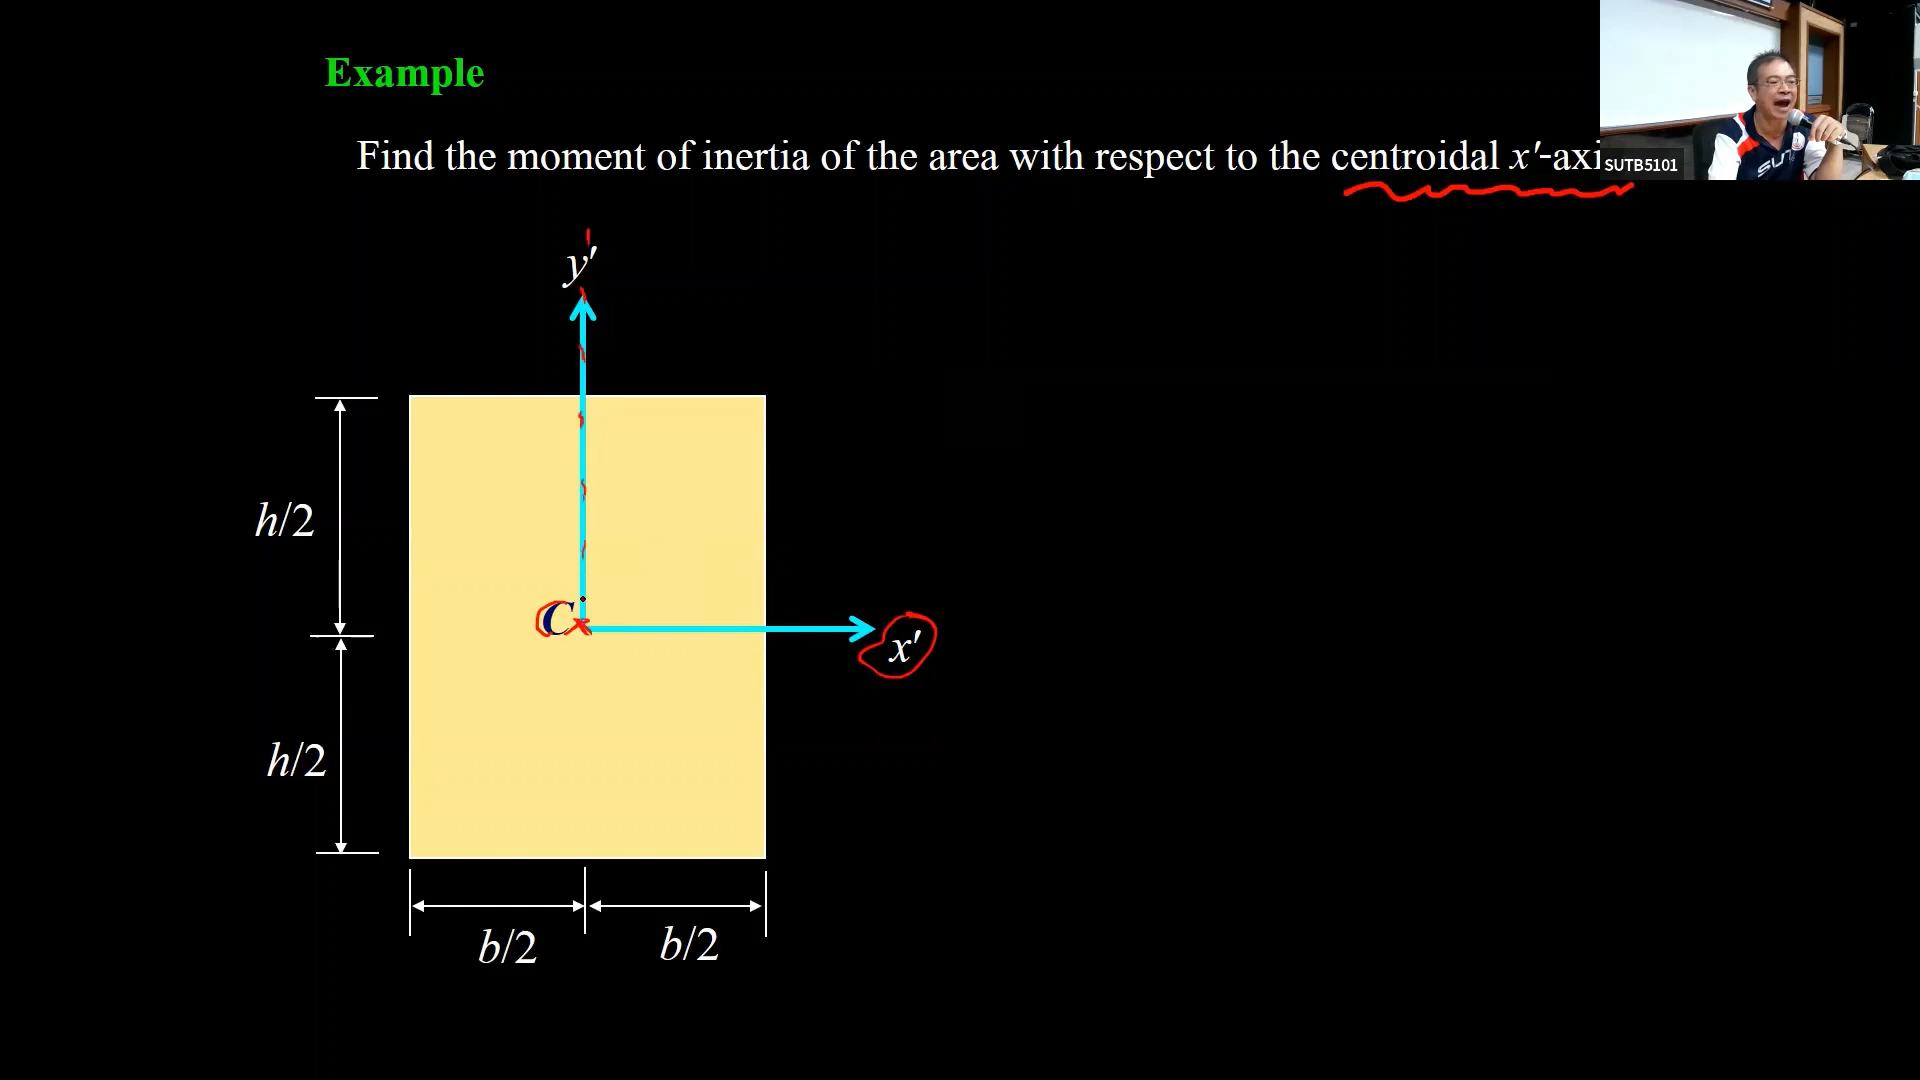 Example
Find the moment of inertia of the area with respect to the centroidal x'-axi
SUTB5101
y'
h/2
C
x'
h/2
b/2
b/2